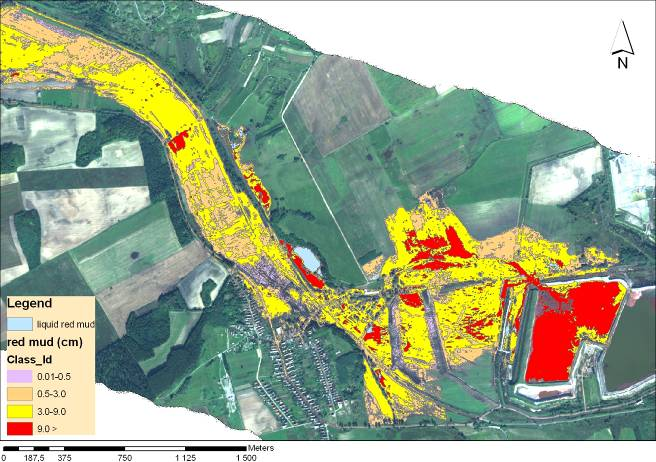 N
Legend
liquid red mud
red mud (cm)
Class_Id
0.01-0.5
0.5-3.0
3.0-9.0
9.0 >
Meters
0 187,5 375 750 1 125 1 500